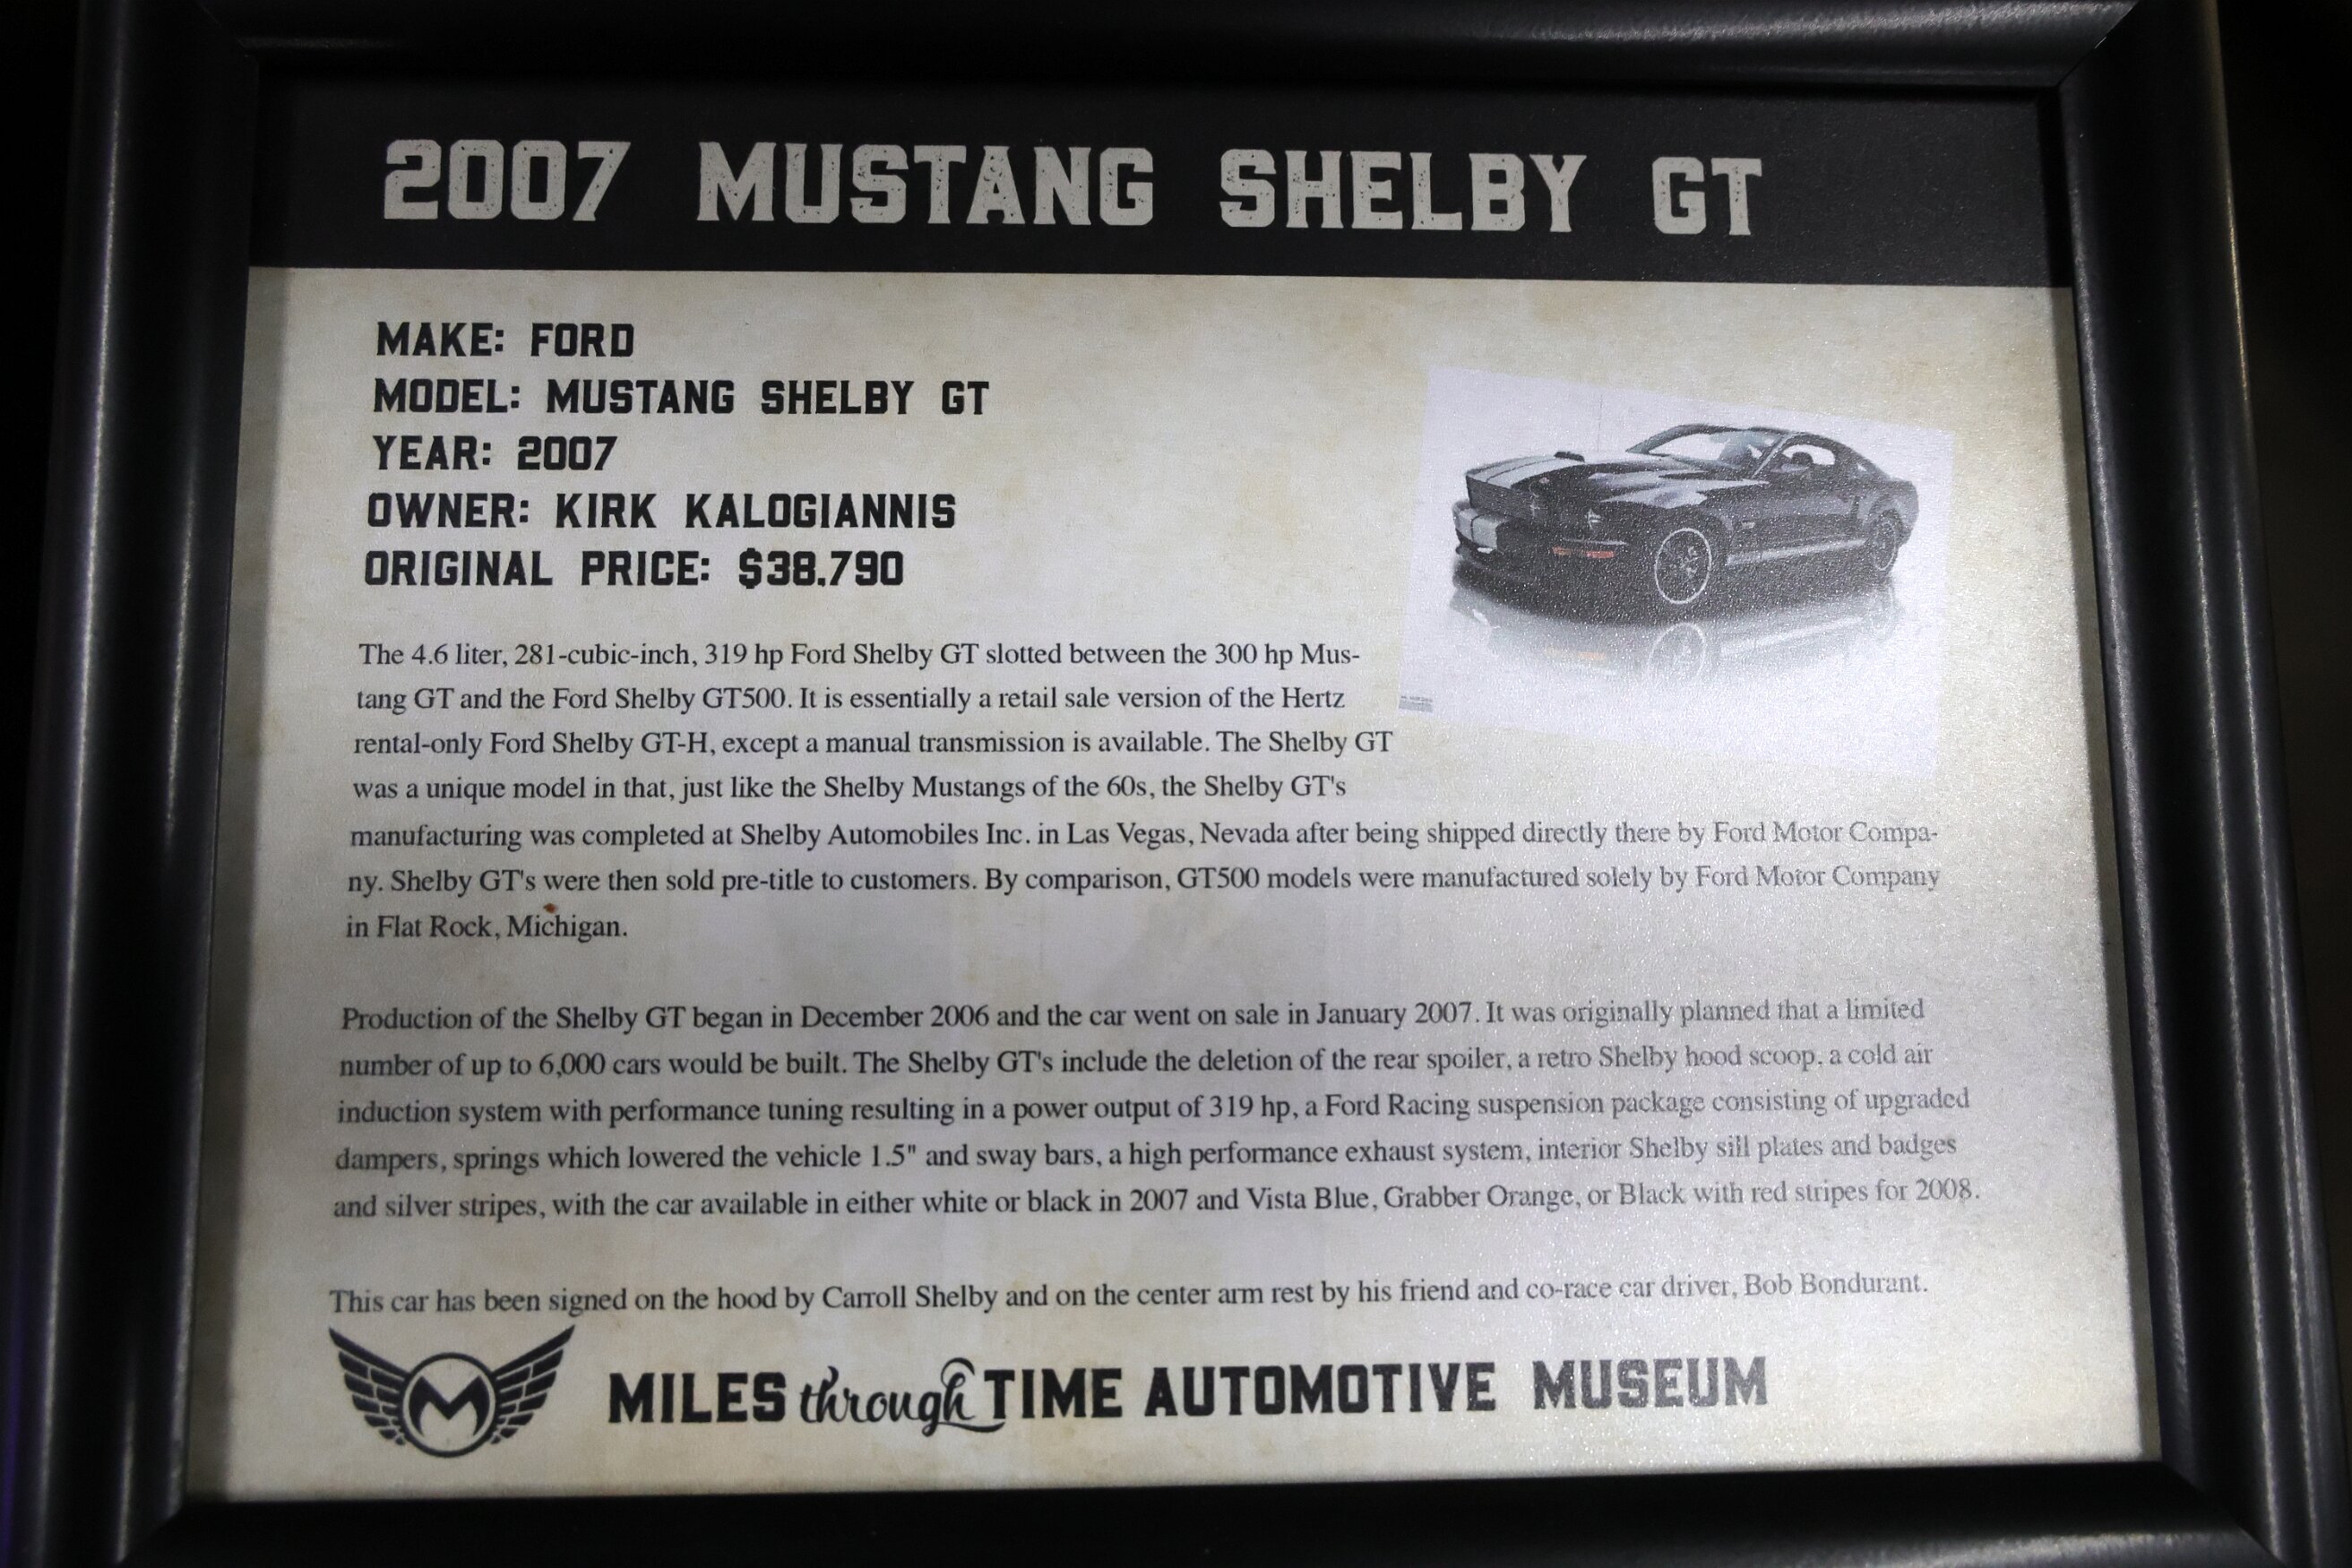 2007 MUSTANG SHELBY GT
MAKE: FORD
MODEL: MUSTANG SHELBY GT
YEAR: 2007
OWNER: KIRK KALOGIANNIS
ORIGINAL PRICE: $38,790
The 4.6 liter, 281-cubic-inch, 319 hp Ford Shelby GT slotted between the 300 hp Mus-
tang GT and the Ford Shelby GT500. It is essentially a retail sale version of the Hertz
rental-only Ford Shelby GT-H, except a manual transmission is available. The Shelby GT
was a unique model in that, just like the Shelby Mustangs of the 60s, the Shelby GT's
manufacturing was completed at Shelby Automobiles Inc. in Las Vegas, Nevada after being shipped directly there by Ford Motor Compa-
ny. Shelby GT's were then sold pre-title to customers. By comparison, GT500 models were manufactured solely by Ford Motor Company
in Flat Rock, Michigan.
Production of the Shelby GT began in December 2006 and the car went on sale in January 2007. It was originally planned that a limited
number of up to 6,000 cars would be built. The Shelby GT's include the deletion of the rear spoiler, a retro Shelby hood scoop, a cold air
induction system with performance tuning resulting in a power output of 319 hp, a Ford Racing suspension package consisting of upgraded
dampers, springs which lowered the vehicle 1.5" and sway bars, a high performance exhaust system, interior Shelby sill plates and badges
and silver stripes, with the car available in either white or black in 2007 and Vista Blue, Grabber Orange, or Black with red stripes for 2008.
This car has been signed on the hood by Carroll Shelby and on the center arm rest by his friend and co-race car driver, Bob Bondurant.
M MILES through TIME AUTOMOTIVE MUSEUM